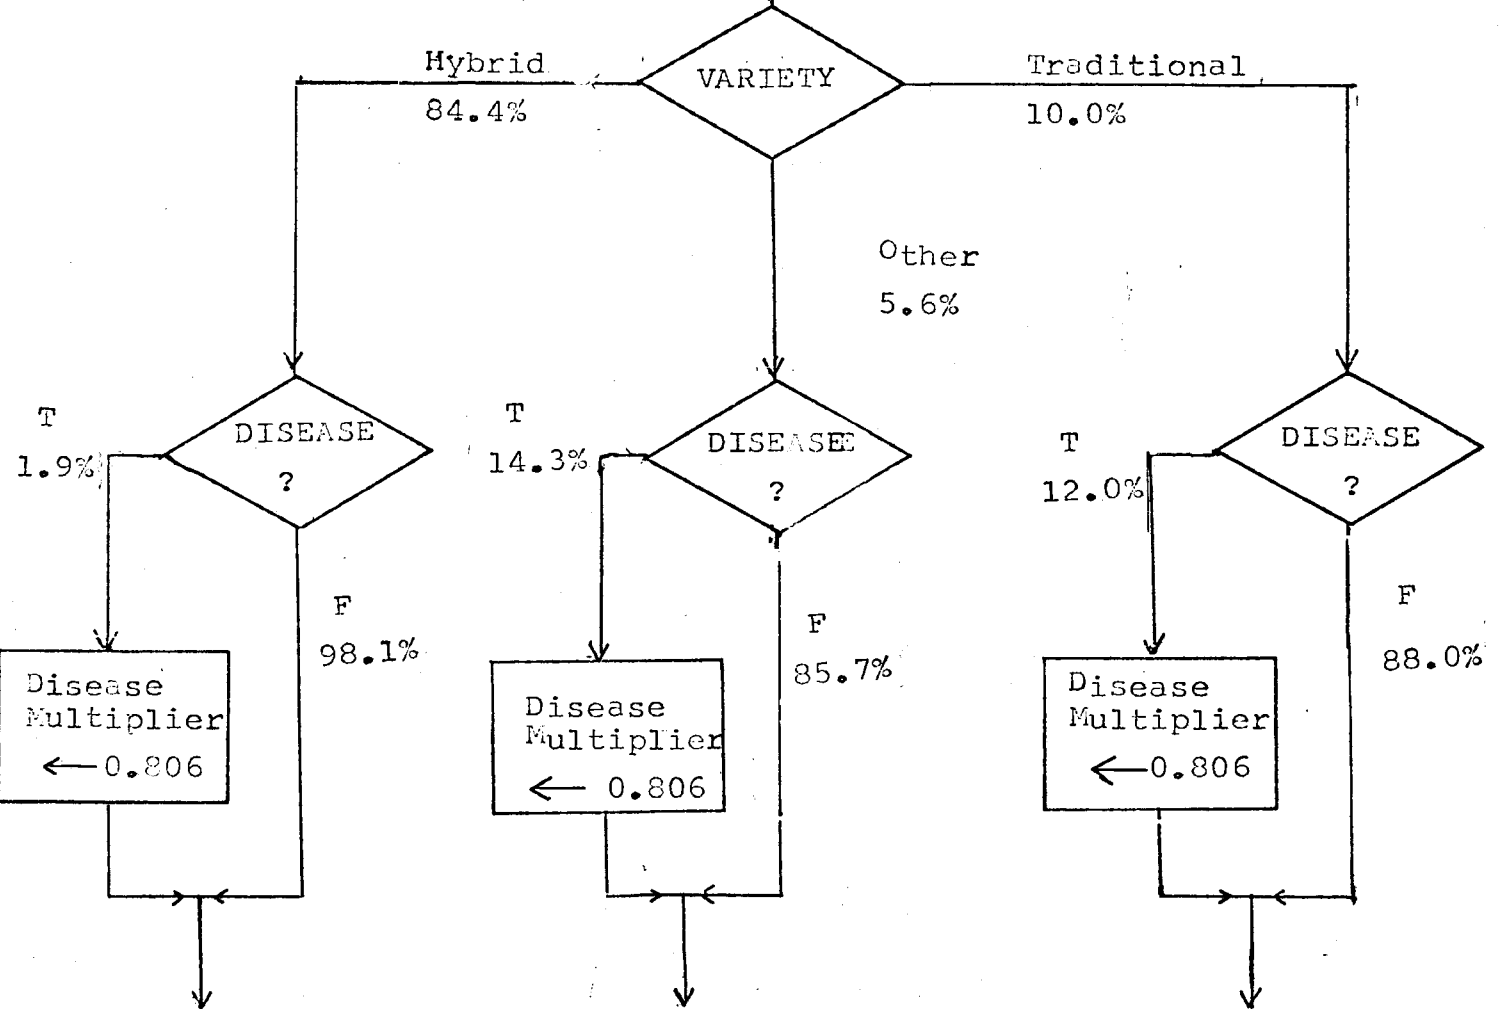 Hybrid
84.4%
VARIETY
Traditional
10.0%
Other
5.6%
T
1.9%
DISEASE
?
F
98.1%
Disease
Multiplier
←0.806
T
14.3%
DISEASE
?
F
85.7%
Disease
Multiplier
← 0.806
T
12.0%
DISEASE
?
F
88.0%
Disease
Multiplier
←0.806